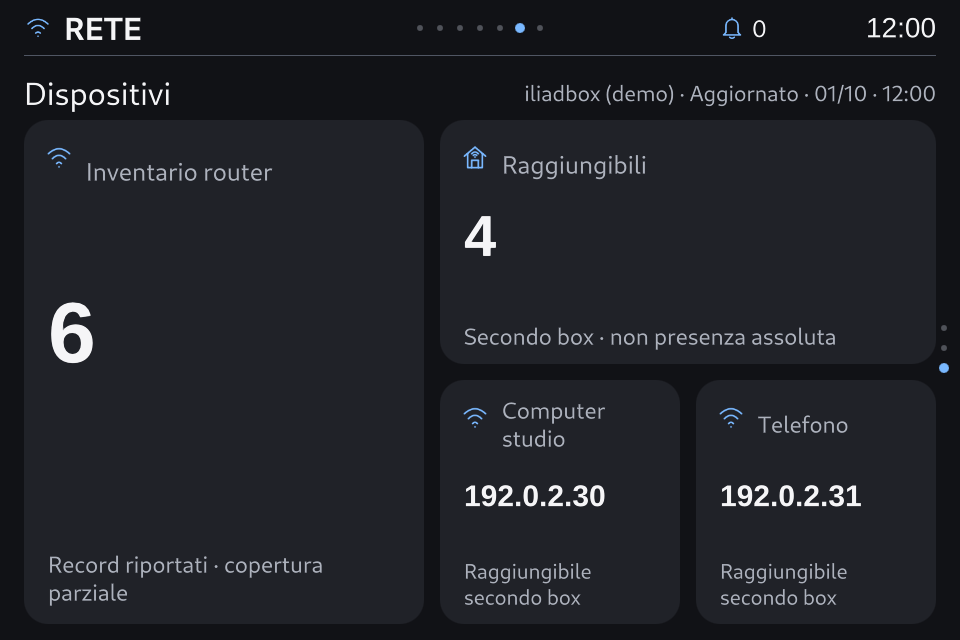 RETE
0
12:00
Dispositivi
iliadbox (demo) · Aggiornato · 01/10 · 12:00
Inventario router
6
Record riportati · copertura
parziale
Raggiungibili
4
Secondo box · non presenza assoluta
Computer
studio
192.0.2.30
Raggiungibile
secondo box
Telefono
192.0.2.31
Raggiungibile
secondo box